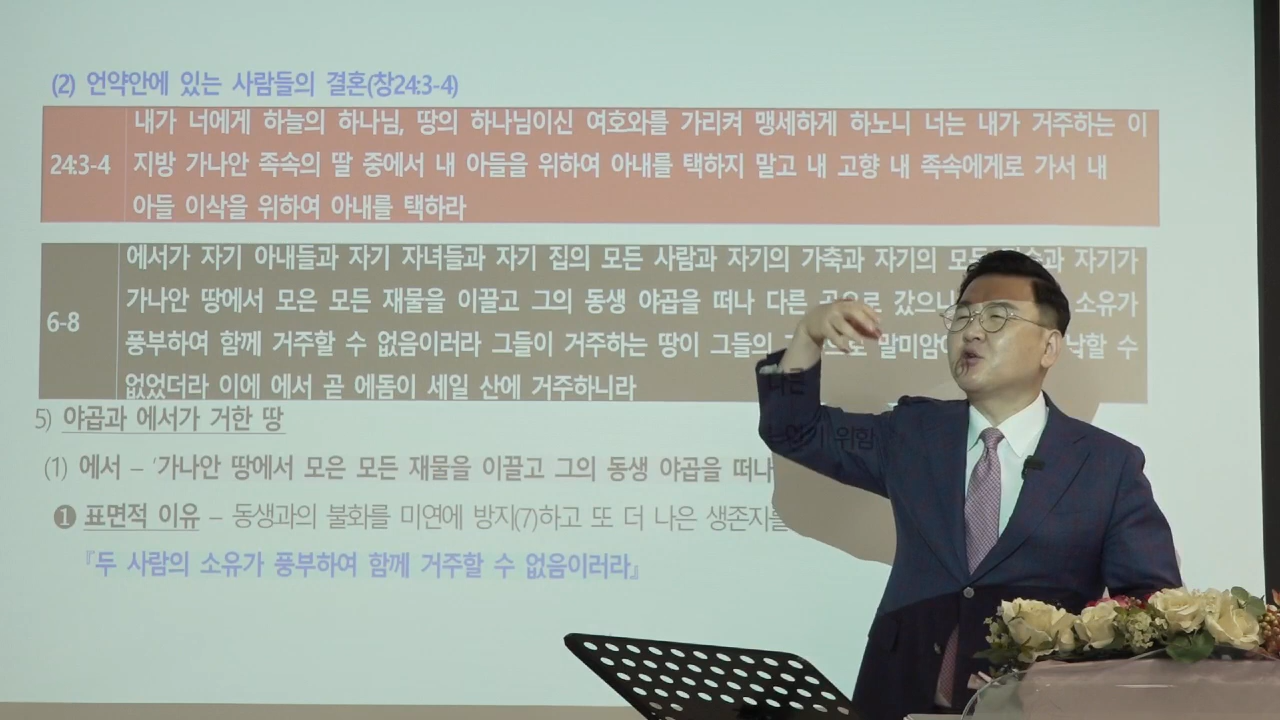 (2) 언약안에 있는 사람들의 결혼(창24:3-4)
24:3-4
내가 너에게 하늘의 하나님, 땅의 하나님이신 여호와를 가리켜 맹세하게 하노니 너는 내가 거주하는 이
지방 가나안 족속의 딸 중에서 내 아들을 위하여 아내를 택하지 말고 내 고향 내 족속에게로 가서 내
아들 이삭을 위하여 아내를 택하라
6-8
에서가 자기 아내들과 자기 자녀들과 자기 집의 모든 사람과 자기의 가축과 자기의 자기가
가나안 땅에서 모은 모든 재물을 이끌고 그의 동생 야곱을 떠나 다른 소유가
풍부하여 함께 거주할 수 없음이러라 그들이 거주하는 땅이 그들의 수
없었더라 이에 에서 곧 에돔이 세일 산에 거주하니라
5) 야곱과 에서가 거한 땅
(1) 에서 – '가나안 땅에서 모은 모든 재물을 이끌고 그의 동생 야곱을 떠나
❶ 표면적 이유 – 동생과의 불화를 미연에 방지(7)하고 또 더 나은 생존지를
『두 사람의 소유가 풍부하여 함께 거주할 수 없음이러라』